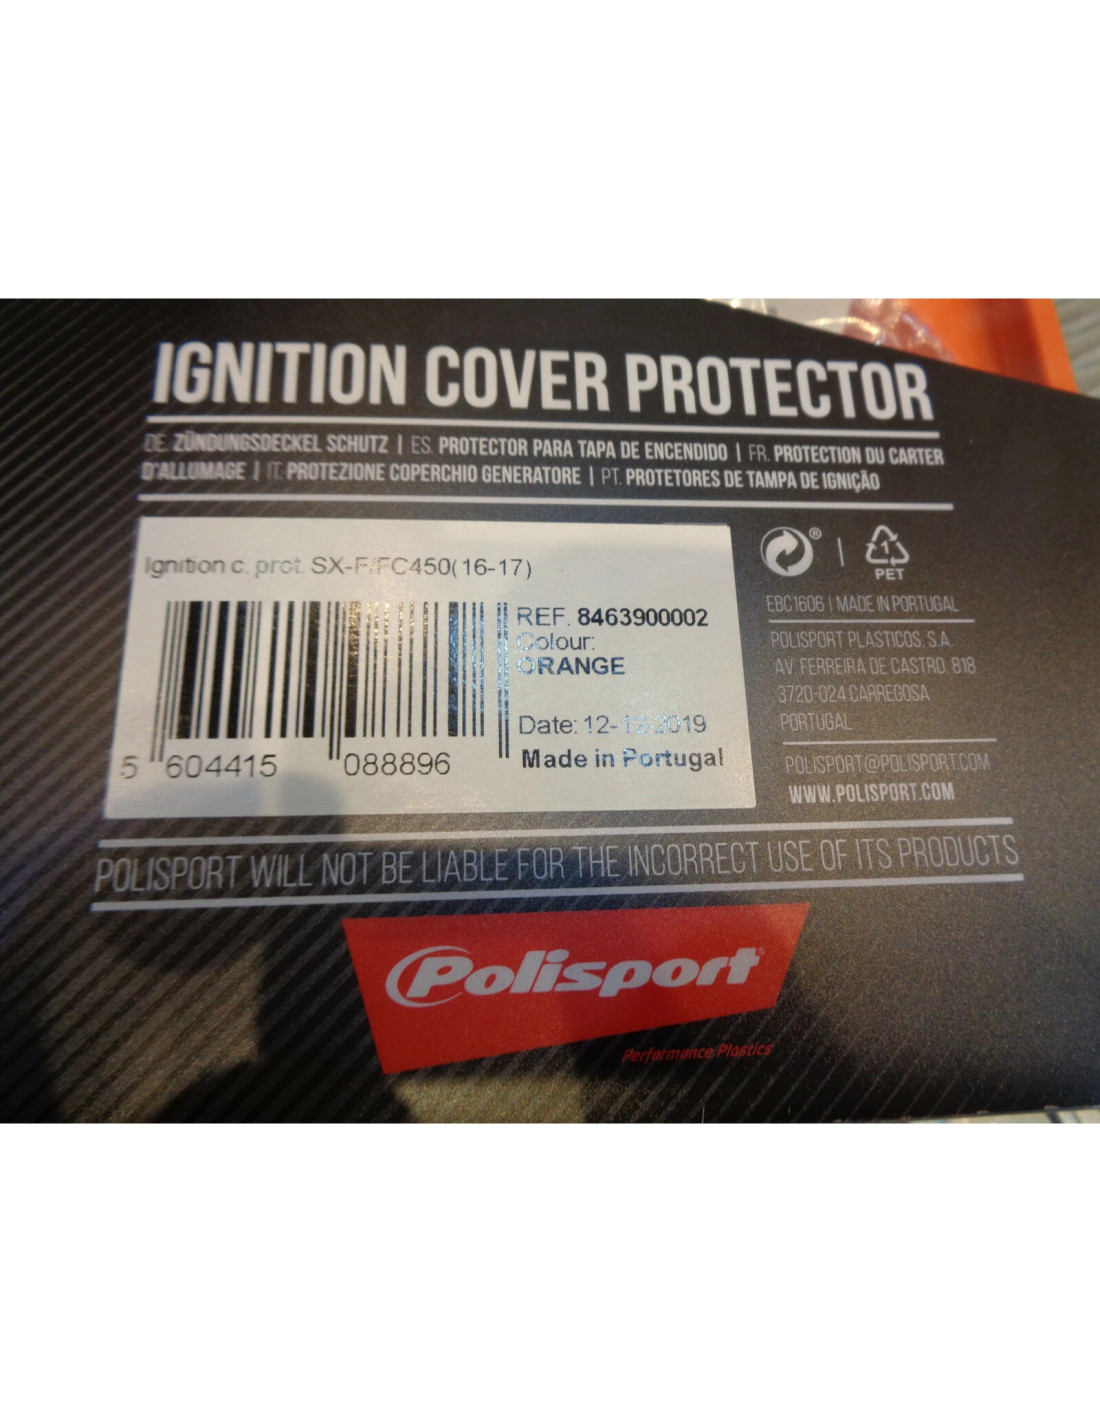 IGNITION COVER PROTECTOR
DE. ZÜNDUNGSDECKEL SCHUTZ | ES. PROTECTOR PARA TAPA DE ENCENDIDO | FR. PROTECTION DU CARTER
D'ALLUMAGE | IT. PROTEZIONE COPERCHIO GENERATORE | PT. PROTETORES DE TAMPA DE IGNIÇÃO
Ignition c. prot. SX-F/FC450(16-17)
REF. 8463900002
Colour:
ORANGE
Date: 12-12-2019
Made in Portugal
5 604415 088896
®
1
PET
EBC1606 | MADE IN PORTUGAL
POLISPORT PLASTICOS, S.A.
AV. FERREIRA DE CASTRO, 818
3720-024 CARREGOSA
PORTUGAL
POLISPORT@POLISPORT.COM
WWW.POLISPORT.COM
POLISPORT WILL NOT BE LIABLE FOR THE INCORRECT USE OF ITS PRODUCTS
Polisport®
Performance Plastics